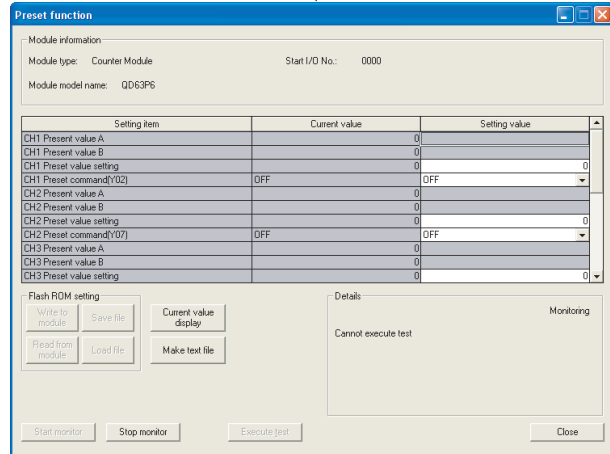 Preset function
Module information
Module type: Counter Module Start I/O No.: 0000
Module model name: QD63P6
Setting item Current value Setting value
CH1 Present value A 0
CH1 Present value B 0
CH1 Preset value setting 0 0
CH1 Preset command(Y02) OFF OFF
CH2 Present value A 0
CH2 Present value B 0
CH2 Preset value setting 0 0
CH2 Preset command(Y07) OFF OFF
CH3 Present value A 0
CH3 Present value B 0
CH3 Preset value setting 0 0
Flash ROM setting
Write to module Save file Current value display
Read from module Load file Make text file
Details
Monitoring
Cannot execute test
Start monitor Stop monitor Execute test Close